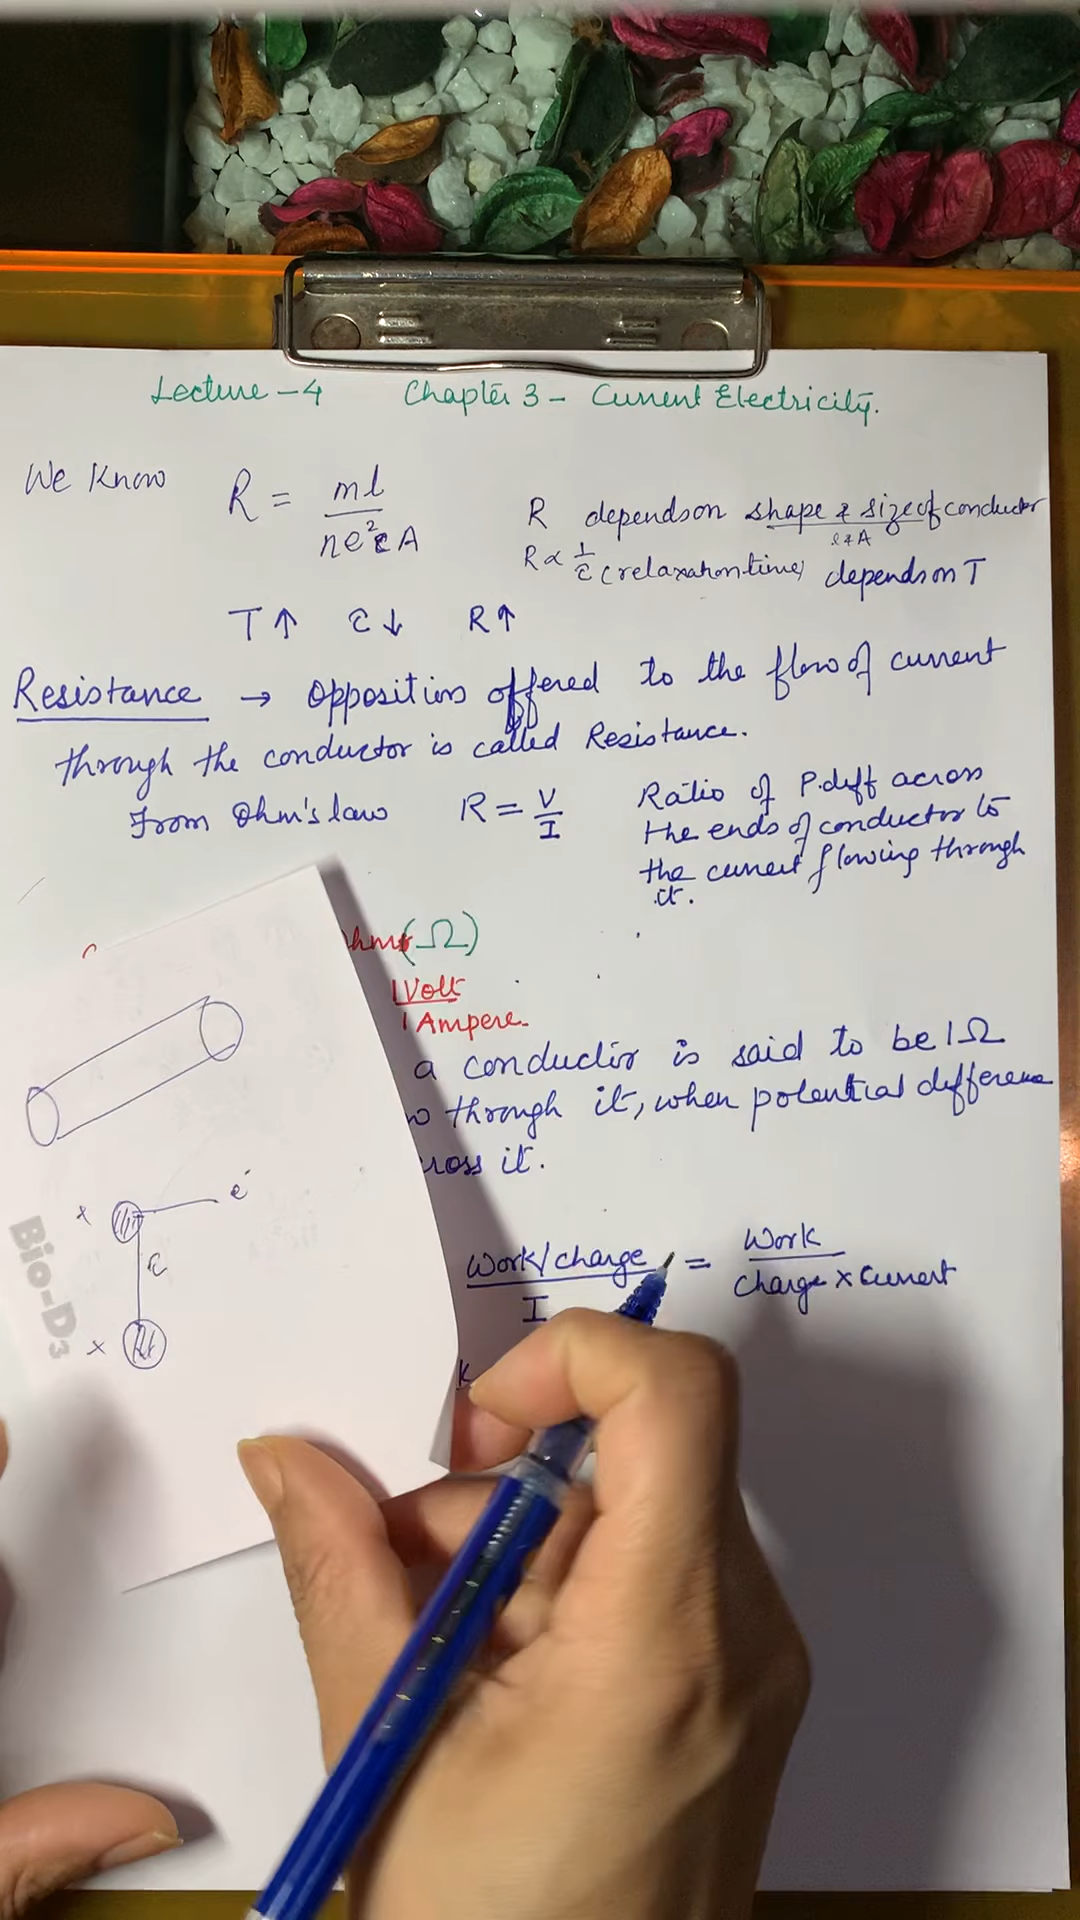 Lecture - 4 Chapter 3 - Current Electricity.
We know R = ml / ne²τA
R depends on shape & size of conductor
l & A
R ∝ 1/τ (relaxation time) depends on T
T↑ τ↓ R↑
Resistance → Opposition offered to the flow of current
through the conductor is called Resistance.
From Ohm's law R = V/I
Ratio of P.diff across
the ends of conductor to
the current flowing through
it.
(Ω)
1 Volt
1 Ampere
a conductor is said to be 1Ω
through it, when potential difference
it.
e⁻
x
τ
x
Bio-D3
Work/charge / I = Work / charge x current